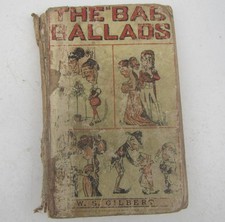 THE "BAB
BALLADS
W. S. GILBERT